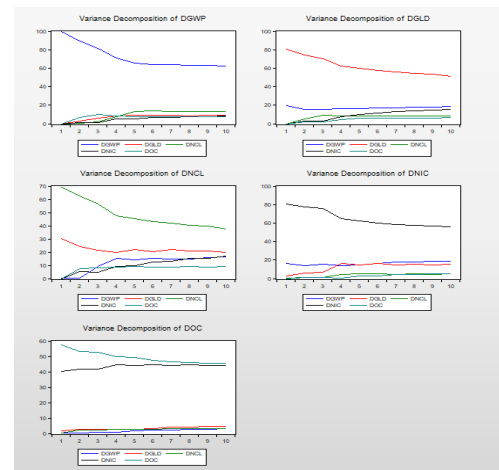 Variance Decomposition of DGWP
100
80
60
40
20
0
1 2 3 4 5 6 7 8 9 10
DGWP DGLD DNCL
DNIC DOC
Variance Decomposition of DGLD
100
80
60
40
20
0
1 2 3 4 5 6 7 8 9 10
DGWP DGLD DNCL
DNIC DOC
Variance Decomposition of DNCL
70
60
50
40
30
20
10
0
1 2 3 4 5 6 7 8 9 10
DGWP DGLD DNCL
DNIC DOC
Variance Decomposition of DNIC
100
80
60
40
20
0
1 2 3 4 5 6 7 8 9 10
DGWP DGLD DNCL
DNIC DOC
Variance Decomposition of DOC
60
50
40
30
20
10
0
1 2 3 4 5 6 7 8 9 10
DGWP DGLD DNCL
DNIC DOC